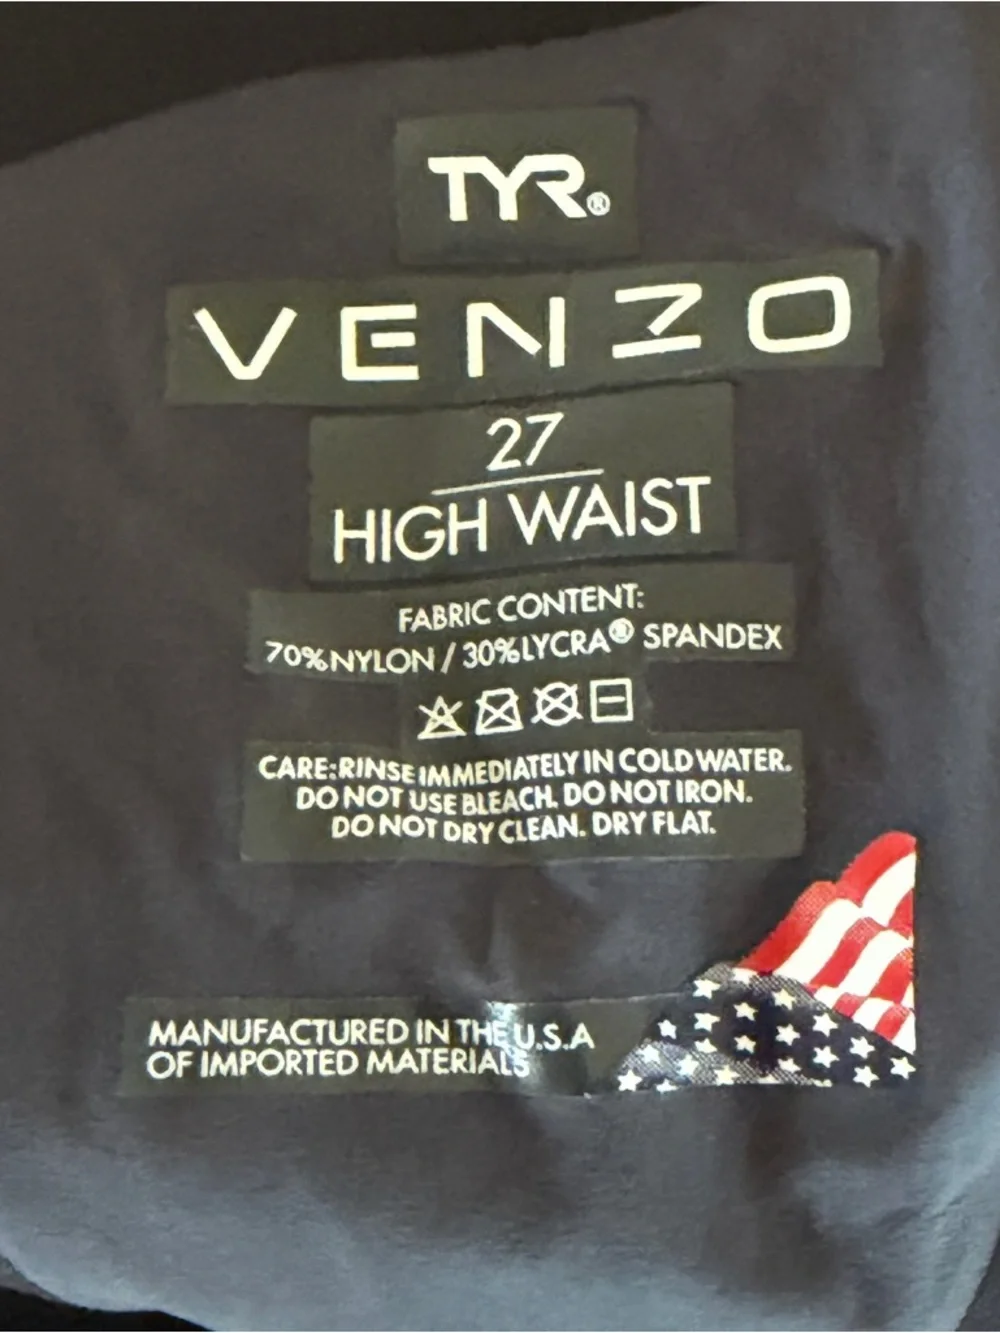 TYR®
VENZO
27
HIGH WAIST
FABRIC CONTENT:
70%NYLON / 30%LYCRA® SPANDEX
CARE:RINSE IMMEDIATELY IN COLD WATER.
DO NOT USE BLEACH. DO NOT IRON.
DO NOT DRY CLEAN. DRY FLAT.
MANUFACTURED IN THE U.S.A
OF IMPORTED MATERIALS